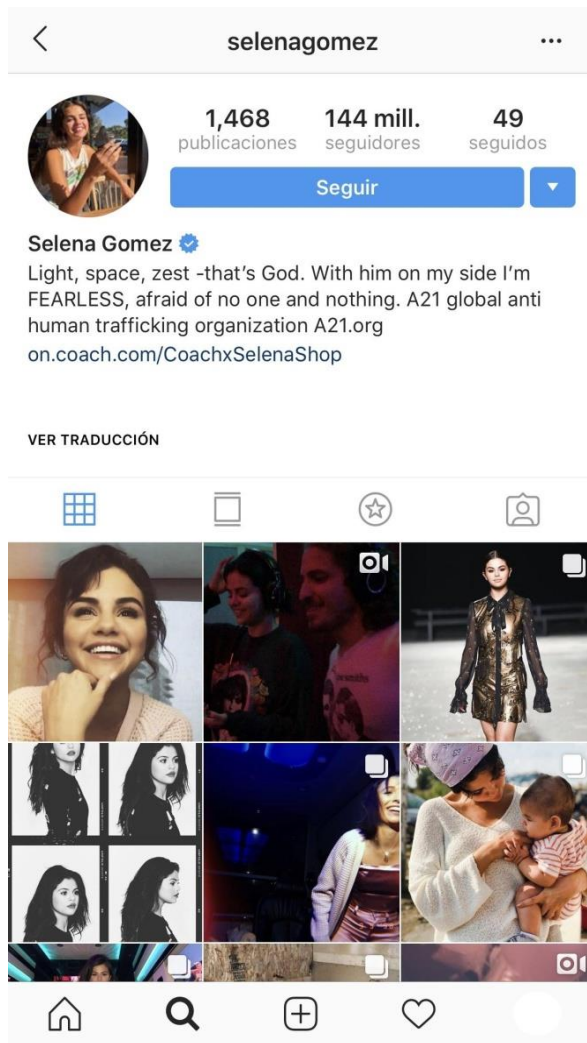 selenagomez
1,468 144 mill. 49
publicaciones seguidores seguidos
Seguir
Selena Gomez
Light, space, zest -that's God. With him on my side I'm
FEARLESS, afraid of no one and nothing. A21 global anti
human trafficking organization A21.org
on.coach.com/CoachxSelenaShop
VER TRADUCCIÓN
smiths